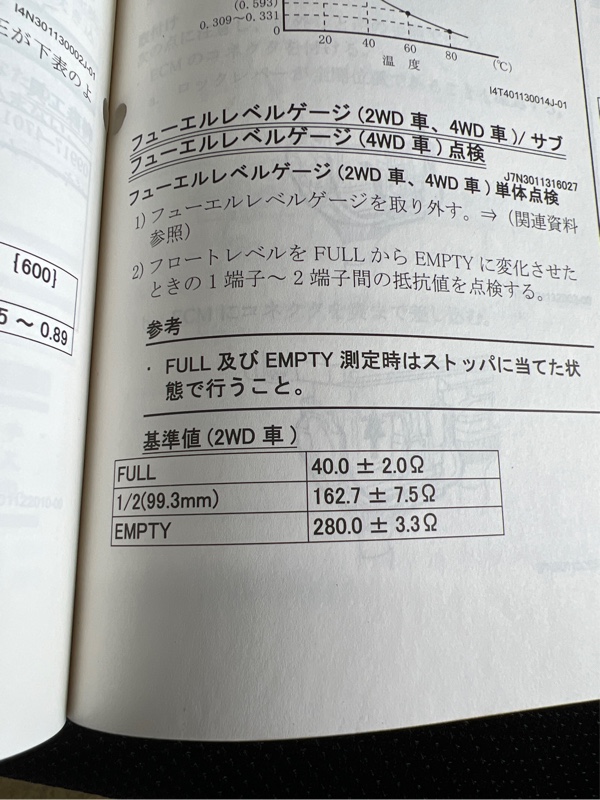 I4N301130002J-01
が下表のよ
{600}
5 ～ 0.89
(0.593)
0.309～0.331
0
20 40 60 80
温 度 (℃)
I4T401130014J-01
フューエルレベルゲージ (2WD 車、4WD 車) / サブ
フューエルレベルゲージ (4WD 車) 点検
J7N3011316027
フューエルレベルゲージ (2WD 車、4WD 車) 単体点検
1) フューエルレベルゲージを取り外す。⇒（関連資料
参照）
2) フロートレベルを FULL から EMPTY に変化させた
ときの 1 端子～ 2 端子間の抵抗値を点検する。
参考
・ FULL 及び EMPTY 測定時はストッパに当てた状
態で行うこと。
基準値 (2WD 車 )
FULL 40.0 ± 2.0Ω
1/2(99.3mm) 162.7 ± 7.5Ω
EMPTY 280.0 ± 3.3Ω